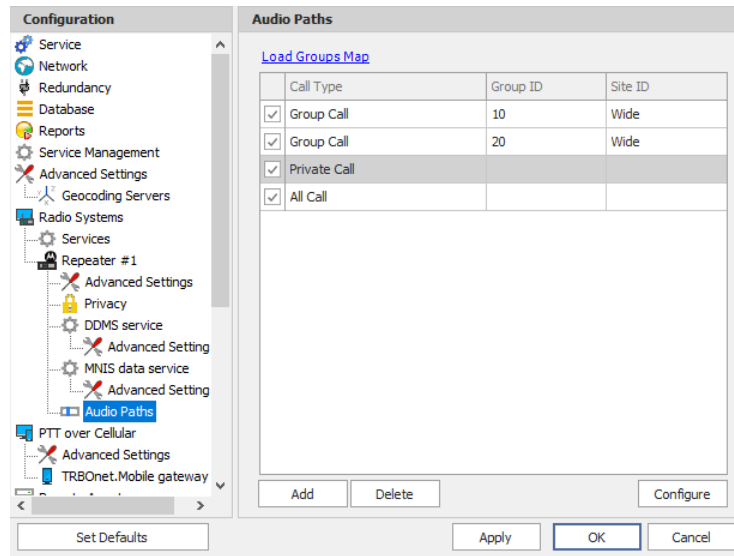 Configuration
Service
Network
Redundancy
Database
Reports
Service Management
Advanced Settings
Geocoding Servers
Radio Systems
Services
Repeater #1
Advanced Settings
Privacy
DDMS service
Advanced Setting
MNIS data service
Advanced Setting
Audio Paths
PTT over Cellular
Advanced Settings
TRBOnet.Mobile gateway
Set Defaults
Audio Paths
Load Groups Map
Call Type Group ID Site ID
Group Call 10 Wide
Group Call 20 Wide
Private Call
All Call
Add Delete Configure
Apply OK Cancel